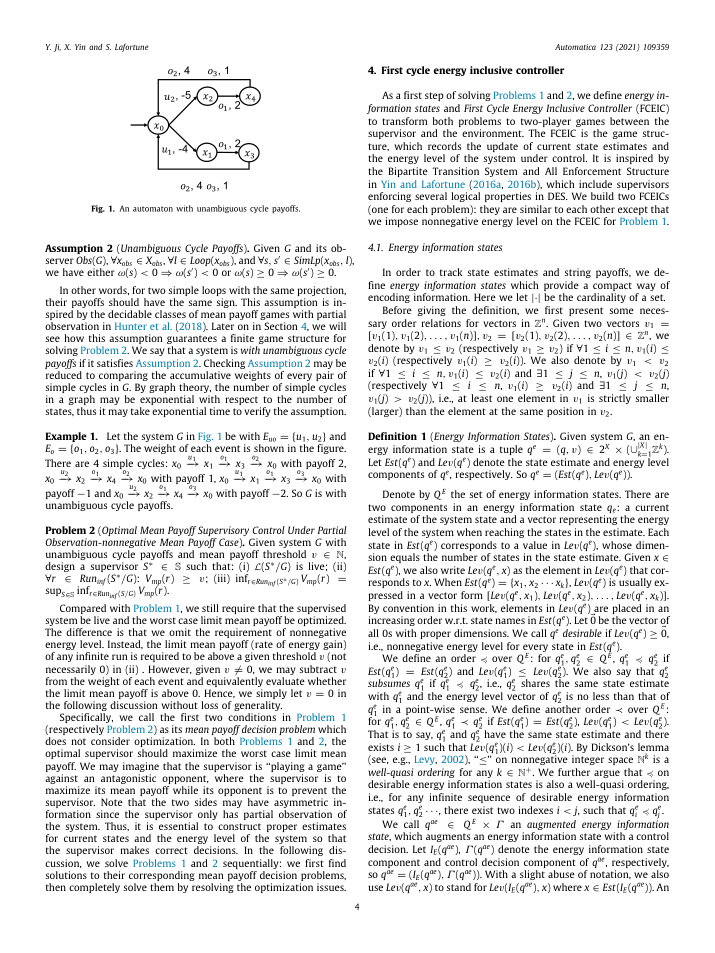 Y. Ji, X. Yin and S. Lafortune
Automatica 123 (2021) 109359
o2, 4 o3, 1
u2, -5
x2
x4
o1, 2
x0
u1, -4
o1, 2
x1
x3
o2, 4 o3, 1
Fig. 1. An automaton with unambiguous cycle payoffs.
Assumption 2 (Unambiguous Cycle Payoffs). Given G and its ob-
server Obs(G), ∀xobs ∈ Xobs, ∀l ∈ Loop(xobs), and ∀s, s′ ∈ SimLp(xobs, l),
we have either ω(s) < 0 ⇒ ω(s′) < 0 or ω(s) ≥ 0 ⇒ ω(s′) ≥ 0.
In other words, for two simple loops with the same projection,
their payoffs should have the same sign. This assumption is in-
spired by the decidable classes of mean payoff games with partial
observation in Hunter et al. (2018). Later on in Section 4, we will
see how this assumption guarantees a finite game structure for
solving Problem 2. We say that a system is with unambiguous cycle
payoffs if it satisfies Assumption 2. Checking Assumption 2 may be
reduced to comparing the accumulative weights of every pair of
simple cycles in G. By graph theory, the number of simple cycles
in a graph may be exponential with respect to the number of
states, thus it may take exponential time to verify the assumption.
Example 1. Let the system G in Fig. 1 be with Euo = {u1, u2} and
Eo = {o1, o2, o3}. The weight of each event is shown in the figure.
There are 4 simple cycles: x0 u1→ x1 o1→ x3 o2→ x0 with payoff 2,
x0 u2→ x2 o1→ x4 o2→ x0 with payoff 1, x0 u1→ x1 o1→ x3 o3→ x0 with
payoff −1 and x0 u2→ x2 o1→ x4 o3→ x0 with payoff −2. So G is with
unambiguous cycle payoffs.
Problem 2 (Optimal Mean Payoff Supervisory Control Under Partial
Observation-nonnegative Mean Payoff Case). Given system G with
unambiguous cycle payoffs and mean payoff threshold v ∈ ℕ,
design a supervisor S* ∈ 𝕊 such that: (i) L(S*/G) is live; (ii)
∀r ∈ Runinf(S*/G): Vmp(r) ≥ v; (iii) infr∈Runinf(S*/G) Vmp(r) =
supS∈𝕊 infr∈Runinf(S/G) Vmp(r).
Compared with Problem 1, we still require that the supervised
system be live and the worst case limit mean payoff be optimized.
The difference is that we omit the requirement of nonnegative
energy level. Instead, the limit mean payoff (rate of energy gain)
of any infinite run is required to be above a given threshold v (not
necessarily 0) in (ii) . However, given v ≠ 0, we may subtract v
from the weight of each event and equivalently evaluate whether
the limit mean payoff is above 0. Hence, we simply let v = 0 in
the following discussion without loss of generality.
Specifically, we call the first two conditions in Problem 1
(respectively Problem 2) as its mean payoff decision problem which
does not consider optimization. In both Problems 1 and 2, the
optimal supervisor should maximize the worst case limit mean
payoff. We may imagine that the supervisor is "playing a game"
against an antagonistic opponent, where the supervisor is to
maximize its mean payoff while its opponent is to prevent the
supervisor. Note that the two sides may have asymmetric in-
formation since the supervisor only has partial observation of
the system. Thus, it is essential to construct proper estimates
for current states and the energy level of the system so that
the supervisor makes correct decisions. In the following dis-
cussion, we solve Problems 1 and 2 sequentially: we first find
solutions to their corresponding mean payoff decision problems,
then completely solve them by resolving the optimization issues.
4. First cycle energy inclusive controller
As a first step of solving Problems 1 and 2, we define energy in-
formation states and First Cycle Energy Inclusive Controller (FCEIC)
to transform both problems to two-player games between the
supervisor and the environment. The FCEIC is the game struc-
ture, which records the update of current state estimates and
the energy level of the system under control. It is inspired by
the Bipartite Transition System and All Enforcement Structure
in Yin and Lafortune (2016a, 2016b), which include supervisors
enforcing several logical properties in DES. We build two FCEICs
(one for each problem): they are similar to each other except that
we impose nonnegative energy level on the FCEIC for Problem 1.
4.1. Energy information states
In order to track state estimates and string payoffs, we de-
fine energy information states which provide a compact way of
encoding information. Here we let |·| be the cardinality of a set.
Before giving the definition, we first present some neces-
sary order relations for vectors in ℤn. Given two vectors v1 =
[v1(1), v1(2), . . . , v1(n)], v2 = [v2(1), v2(2), . . . , v2(n)] ∈ ℤn, we
denote by v1 ≤ v2 (respectively v1 ≥ v2) if ∀1 ≤ i ≤ n, v1(i) ≤
v2(i) (respectively v1(i) ≥ v2(i)). We also denote by v1 < v2
if ∀1 ≤ i ≤ n, v1(i) ≤ v2(i) and ∃1 ≤ j ≤ n, v1(j) < v2(j)
(respectively ∀1 ≤ i ≤ n, v1(i) ≥ v2(i) and ∃1 ≤ j ≤ n,
v1(j) > v2(j)), i.e., at least one element in v1 is strictly smaller
(larger) than the element at the same position in v2.
Definition 1 (Energy Information States). Given system G, an en-
ergy information state is a tuple qe = (q, v) ∈ 2X × (∪|X|k=1 ℤk).
Let Est(qe) and Lev(qe) denote the state estimate and energy level
components of qe, respectively. So qe = (Est(qe), Lev(qe)).
Denote by QE the set of energy information states. There are
two components in an energy information state qe: a current
estimate of the system state and a vector representing the energy
level of the system when reaching the states in the estimate. Each
state in Est(qe) corresponds to a value in Lev(qe), whose dimen-
sion equals the number of states in the state estimate. Given x ∈
Est(qe), we also write Lev(qe, x) as the element in Lev(qe) that cor-
responds to x. When Est(qe) = {x1, x2 · · · xk}, Lev(qe) is usually ex-
pressed in a vector form [Lev(qe, x1), Lev(qe, x2), . . . , Lev(qe, xk)].
By convention in this work, elements in Lev(qe) are placed in an
increasing order w.r.t. state names in Est(qe). Let 0⃗ be the vector of
all 0s with proper dimensions. We call qe desirable if Lev(qe) ≥ 0⃗,
i.e., nonnegative energy level for every state in Est(qe).
We define an order ≼ over QE: for qe1, qe2 ∈ QE, qe1 ≼ qe2 if
Est(qe1) = Est(qe2) and Lev(qe1) ≤ Lev(qe2). We also say that qe2
subsumes qe1 if qe1 ≼ qe2, i.e., qe2 shares the same state estimate
with qe1 and the energy level vector of qe2 is no less than that of
qe1 in a point-wise sense. We define another order ≺ over QE:
for qe1, qe2 ∈ QE, qe1 ≺ qe2 if Est(qe1) = Est(qe2), Lev(qe1) < Lev(qe2).
That is to say, qe1 and qe2 have the same state estimate and there
exists i ≥ 1 such that Lev(qe1)(i) < Lev(qe2)(i). By Dickson's lemma
(see, e.g., Levy, 2002), "≤" on nonnegative integer space ℕk is a
well-quasi ordering for any k ∈ ℕ+. We further argue that ≼ on
desirable energy information states is also a well-quasi ordering,
i.e., for any infinite sequence of desirable energy information
states qe1, qe2 · · · , there exist two indexes i < j, such that qei ≼ qej.
We call qae ∈ QE × Γ an augmented energy information
state, which augments an energy information state with a control
decision. Let IE(qae), Γ(qae) denote the energy information state
component and control decision component of qae, respectively,
so qae = (IE(qae), Γ(qae)). With a slight abuse of notation, we also
use Lev(qae, x) to stand for Lev(IE(qae), x) where x ∈ Est(IE(qae)). An
4